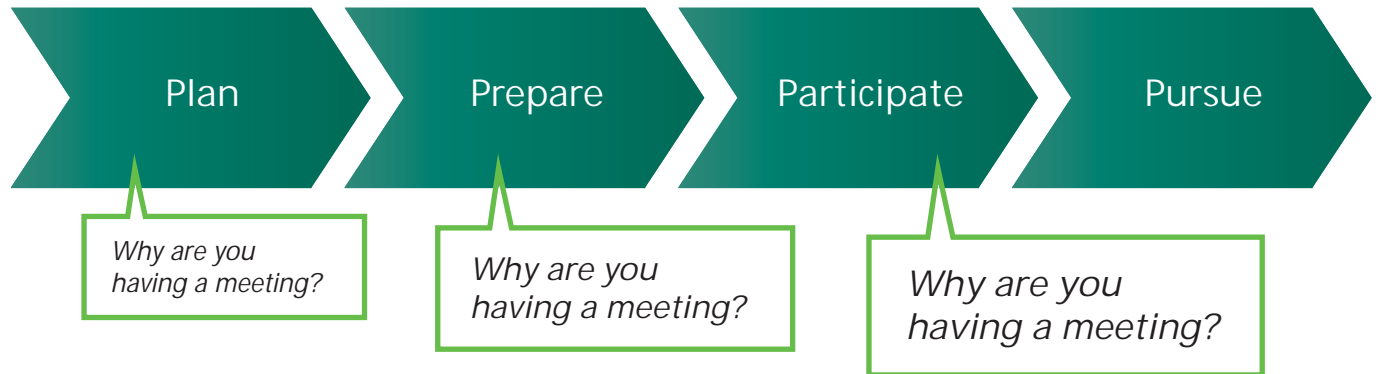 Plan
Prepare
Participate
Pursue
Why are you
having a meeting?
Why are you
having a meeting?
Why are you
having a meeting?